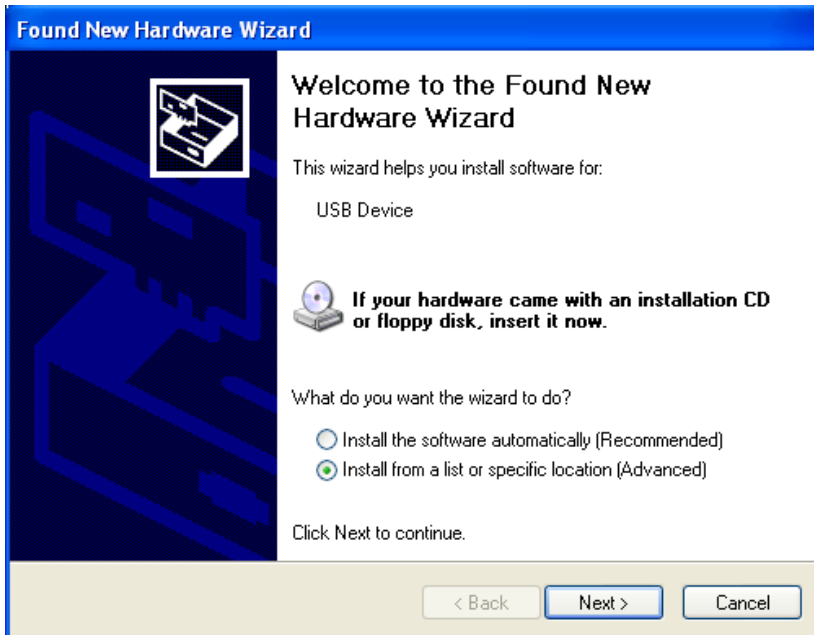 Found New Hardware Wizard
Welcome to the Found New
Hardware Wizard
This wizard helps you install software for:
USB Device
If your hardware came with an installation CD
or floppy disk, insert it now.
What do you want the wizard to do?
Install the software automatically (Recommended)
Install from a list or specific location (Advanced)
Click Next to continue.
< Back Next > Cancel